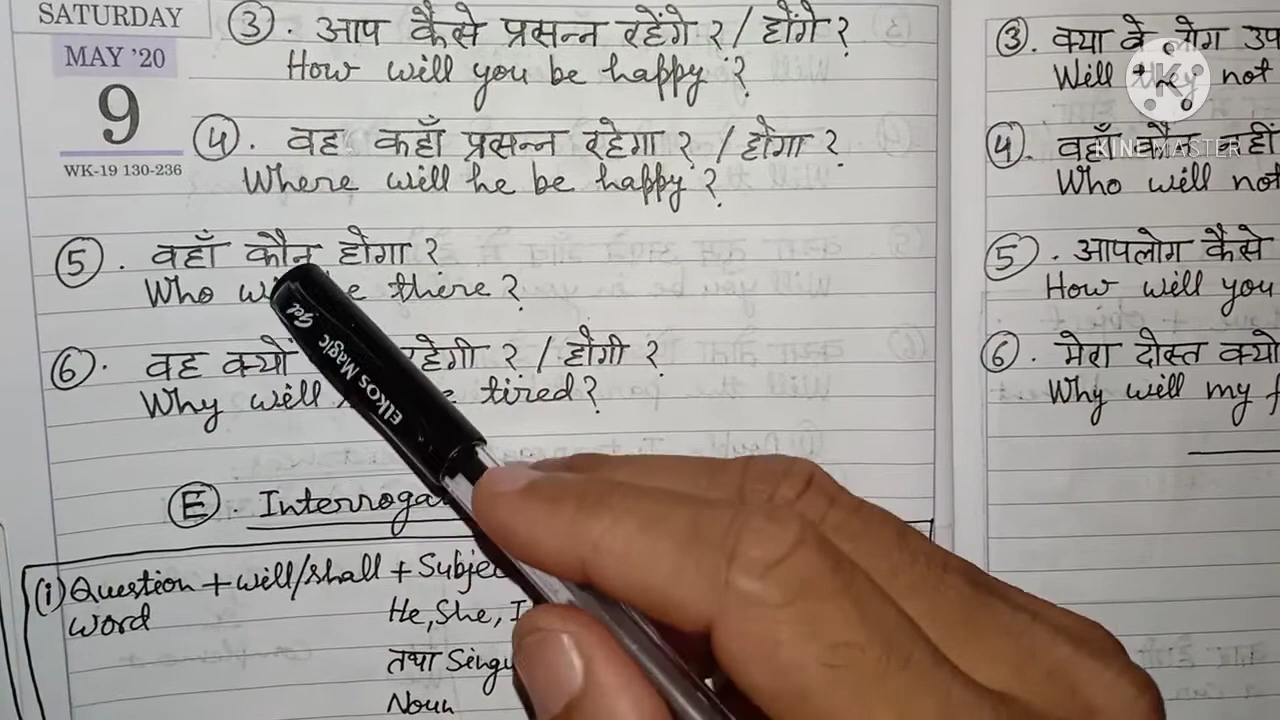 SATURDAY
MAY '20
9
WK-19 130-236
③. आप कैसे प्रसन्न रहेंगे ? / होंगे ?
How will you be happy ?
④. वह कहाँ प्रसन्न रहेगा ? / होगा ?
Where will he be happy ?
⑤. वहाँ कौन होगा ?
Who there ?
⑥. वह क्यों रहेगी ? / होगी ?
Why will tired ?
Ⓔ.
(i) Question + will/shall +
word He, She,
तथा
Noun
③. क्या वे लोग
Will they not
④. वहाँ कौन नहीं
Who will not
⑤. आपलोग कैसे
How will you
⑥. मेरा दोस्त
Why will my
KINEMASTER
Elkos Magic Gel